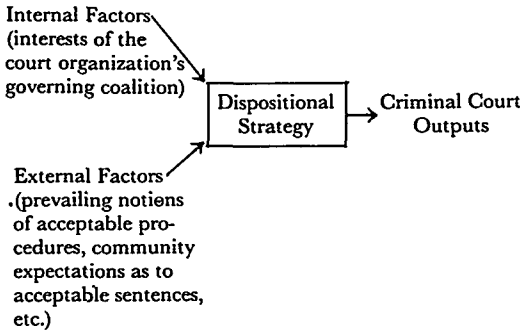 Internal Factors
(interests of the
court organization's
governing coalition)
Dispositional
Strategy
Criminal Court
Outputs
External Factors
.(prevailing notions
of acceptable pro-
cedures, community
expectations as to
acceptable sentences,
etc.)